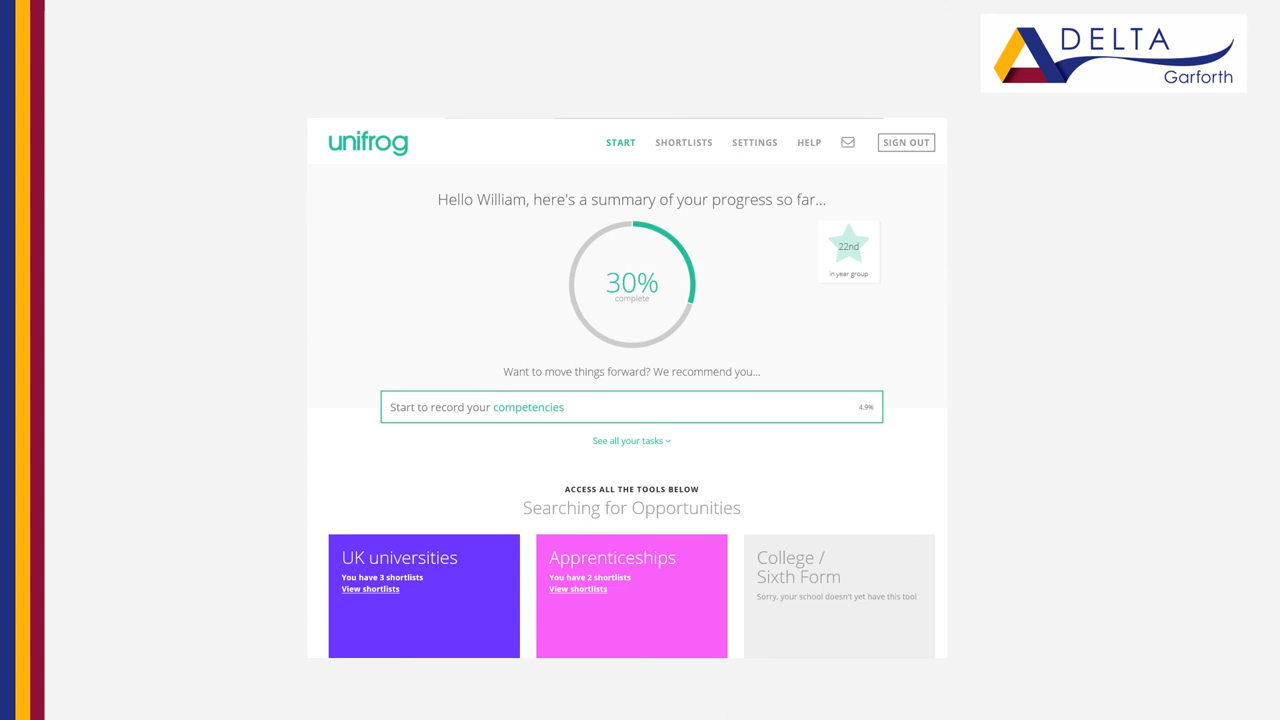 DELTA
Garforth
unifrog
START SHORTLISTS SETTINGS HELP SIGN OUT
Hello William, here's a summary of your progress so far...
30%
complete
22nd
in year group
Want to move things forward? We recommend you...
Start to record your competencies 4.9%
See all your tasks
ACCESS ALL THE TOOLS BELOW
Searching for Opportunities
UK universities
You have 3 shortlists
View shortlists
Apprenticeships
You have 2 shortlists
View shortlists
College /
Sixth Form
Sorry, your school doesn't yet have this tool